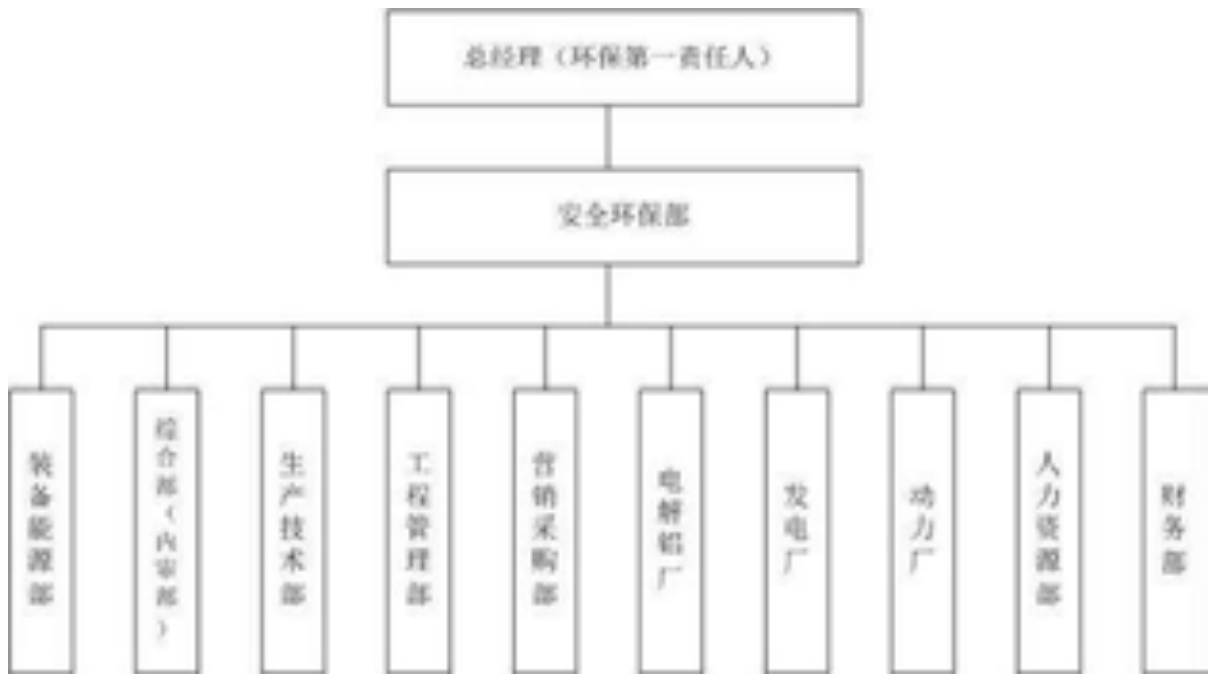 总经理（环保第一责任人）
安全环保部
装备能源部
综合部（内审部）
生产技术部
工程管理部
营销采购部
电解铝厂
发电厂
动力厂
人力资源部
财务部